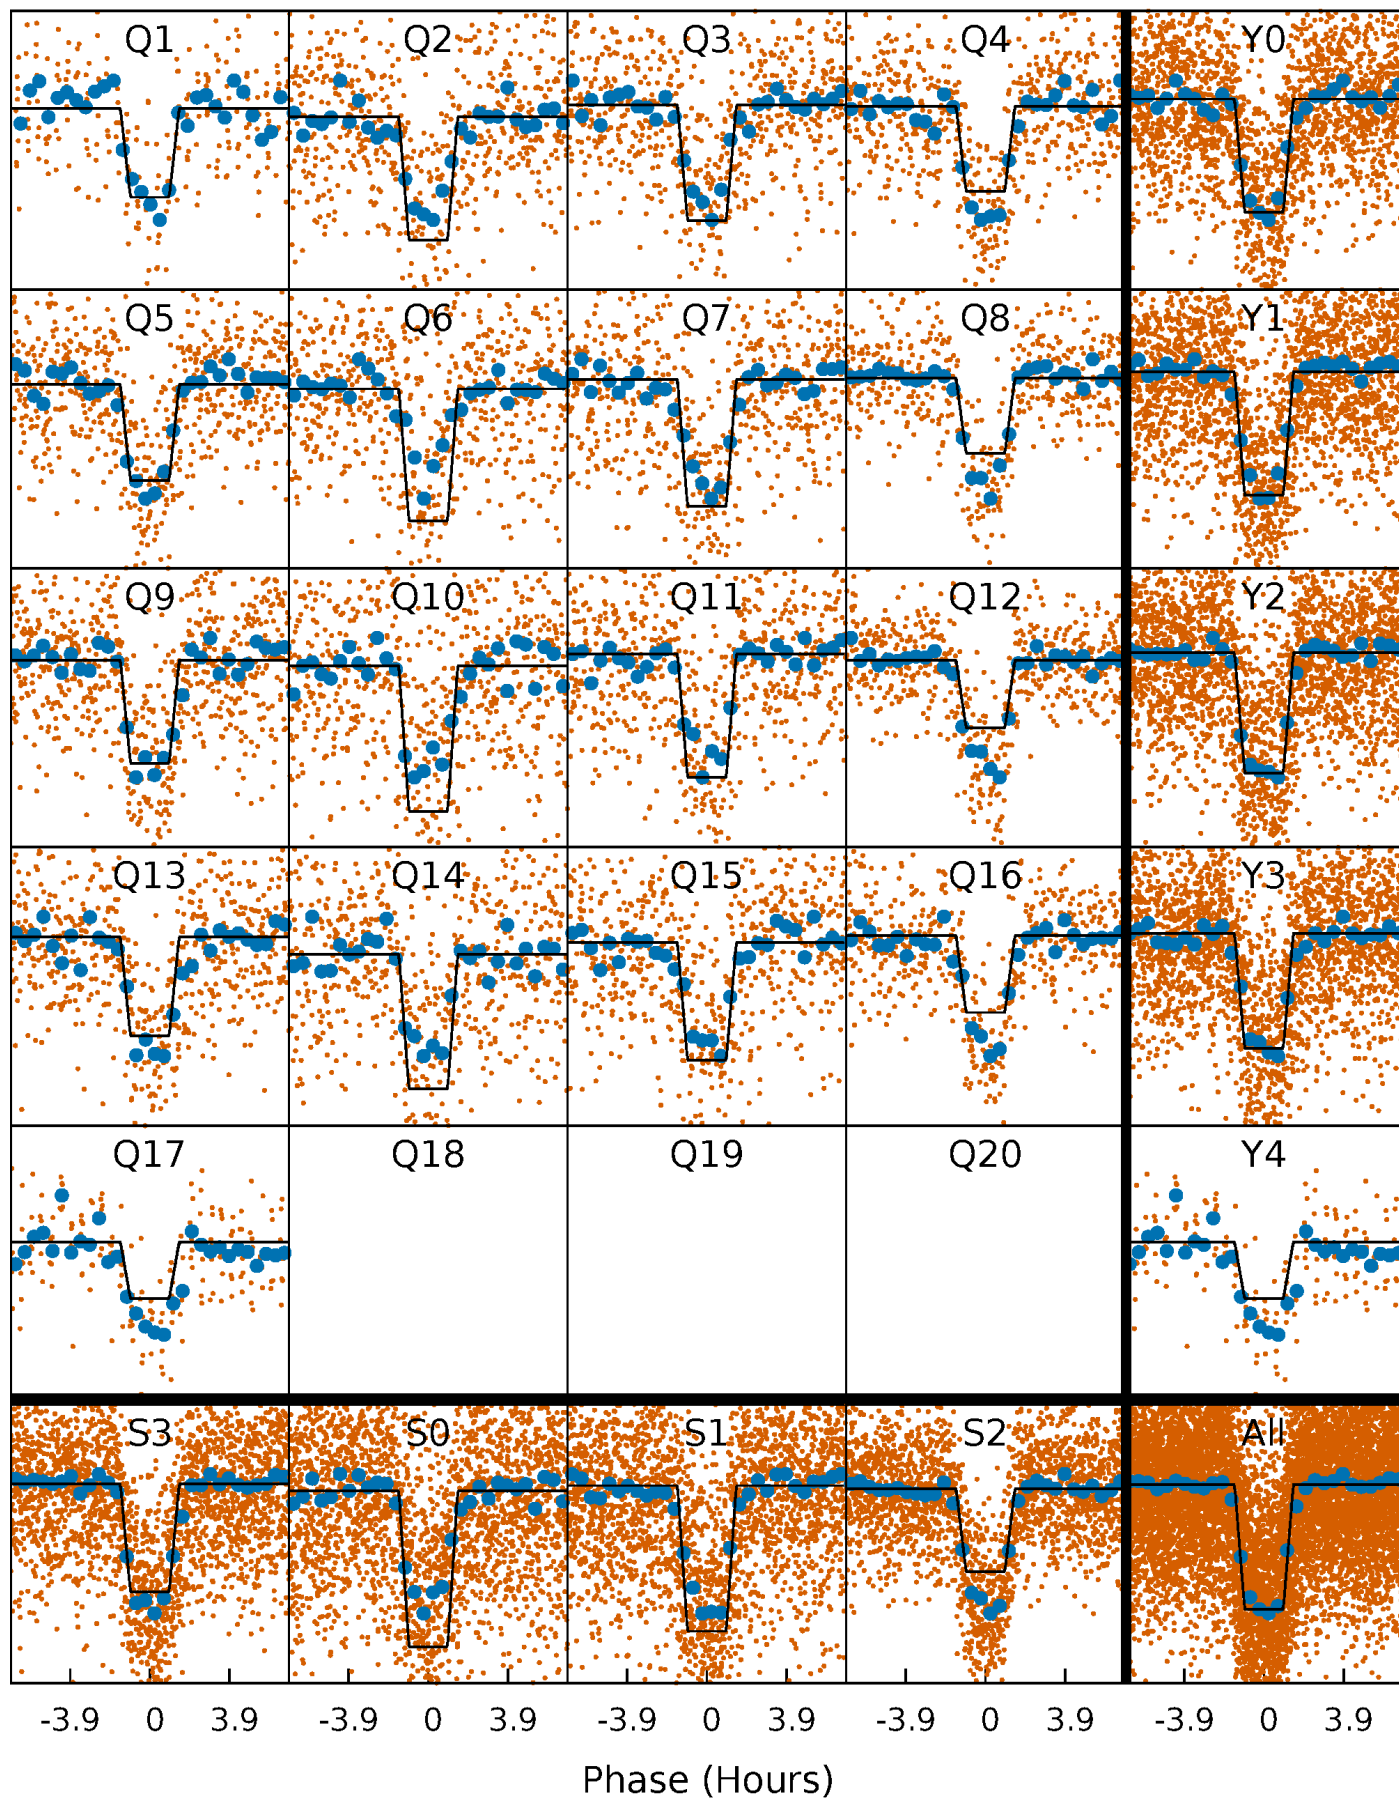 Q1 Q2 Q3 Q4 Y0
Q5 Q6 Q7 Q8 Y1
Q9 Q10 Q11 Q12 Y2
Q13 Q14 Q15 Q16 Y3
Q17 Q18 Q19 Q20 Y4
S3 S0 S1 S2 All
-3.9 0 3.9 -3.9 0 3.9 -3.9 0 3.9 -3.9 0 3.9 -3.9 0 3.9
Phase (Hours)